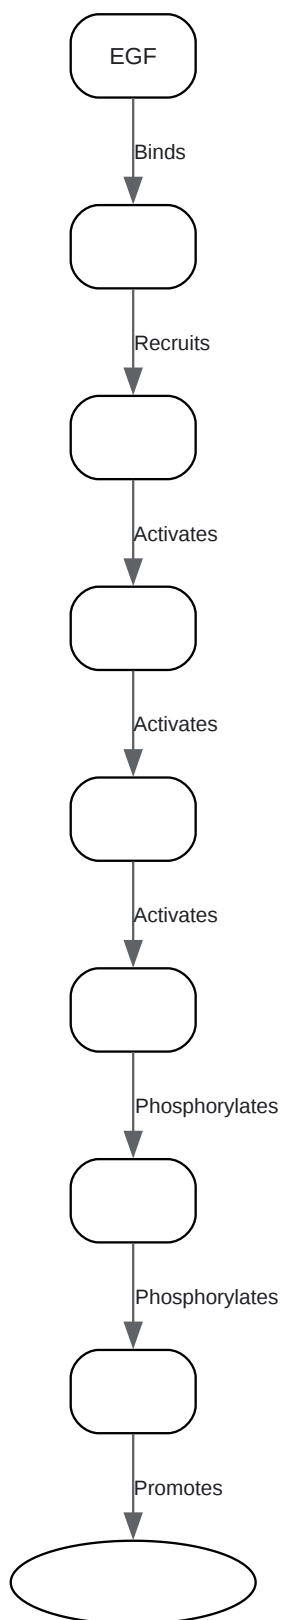 EGF
Binds
Recruits
Activates
Activates
Activates
Phosphorylates
Phosphorylates
Promotes